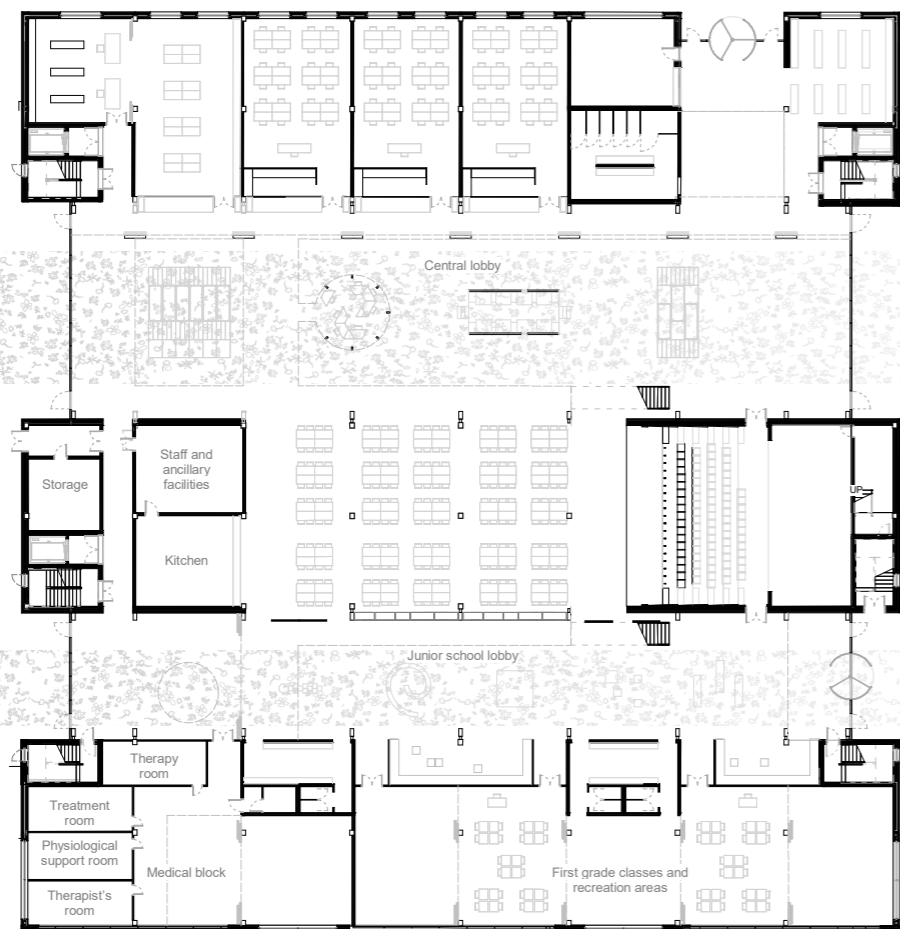 Central lobby
Staff and
ancillary
facilities
Storage
UP
Kitchen
Junior school lobby
Therapy
room
Treatment
room
Physiological
support room
Medical block
First grade classes and
recreation areas
Therapist's
room